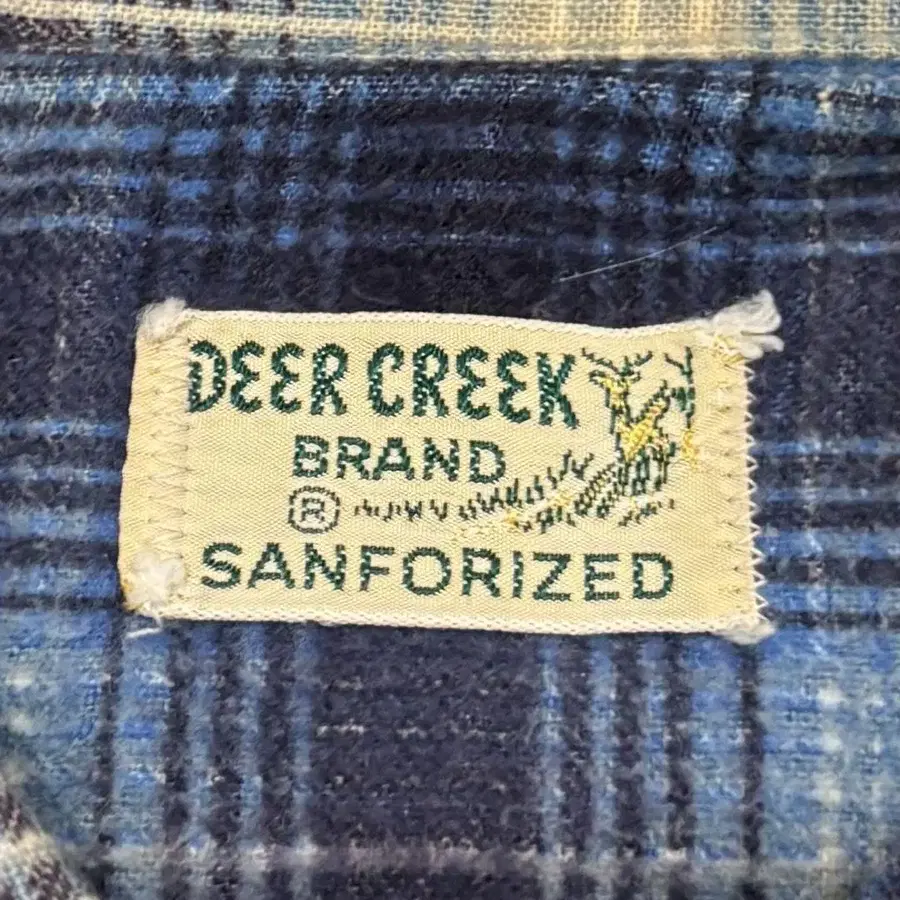 DEER CREEK
BRAND
®
SANFORIZED